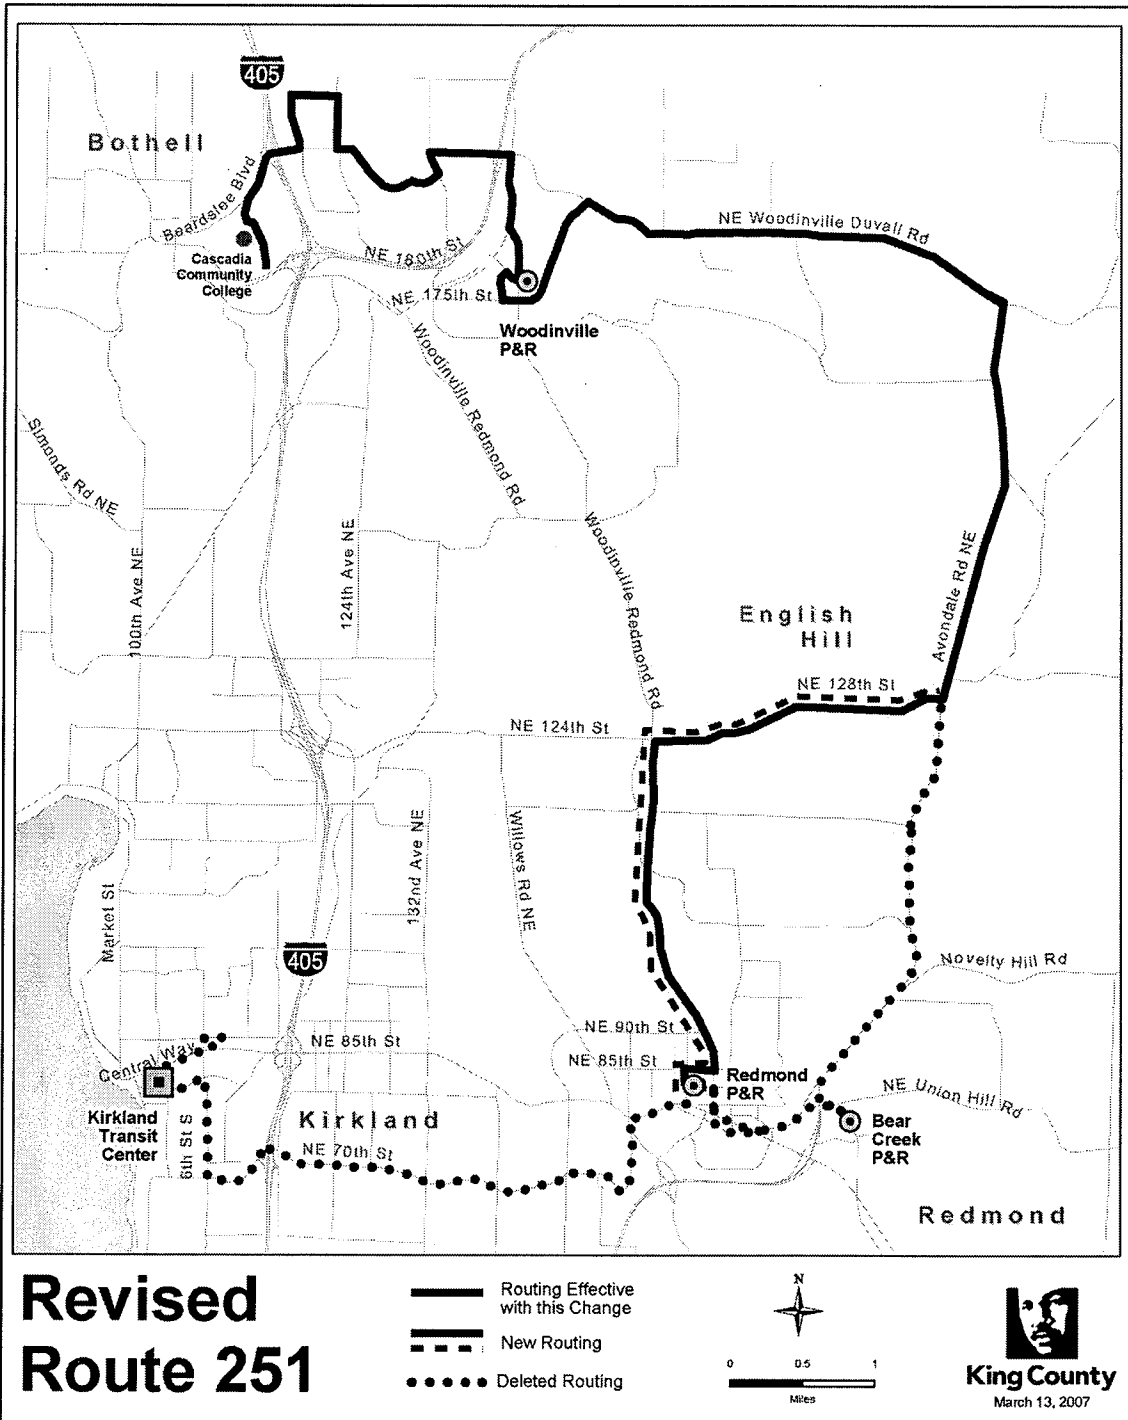 405
Bothell
Beardslee Blvd
Cascadia
Community
College
NE 180th St
NE 175th St
Woodinville
P&R
NE Woodinville Duvall Rd
Woodinville Redmond Rd
Simonds Rd NE
100th Ave NE
124th Ave NE
Woodinville Redmond Rd
English
Hill
Avondale Rd NE
NE 128th St
NE 124th St
132nd Ave NE
Willows Rd NE
Market St
405
Novelty Hill Rd
NE 90th St
NE 85th St
NE 85th St
Central Way
Redmond
P&R
NE Union Hill Rd
Kirkland
Transit
Center
6th St S
Kirkland
NE 70th St
Bear
Creek
P&R
Redmond
Revised
Route 251
Routing Effective
with this Change
New Routing
Deleted Routing
N
0 0.5 1
Miles
King County
March 13, 2007